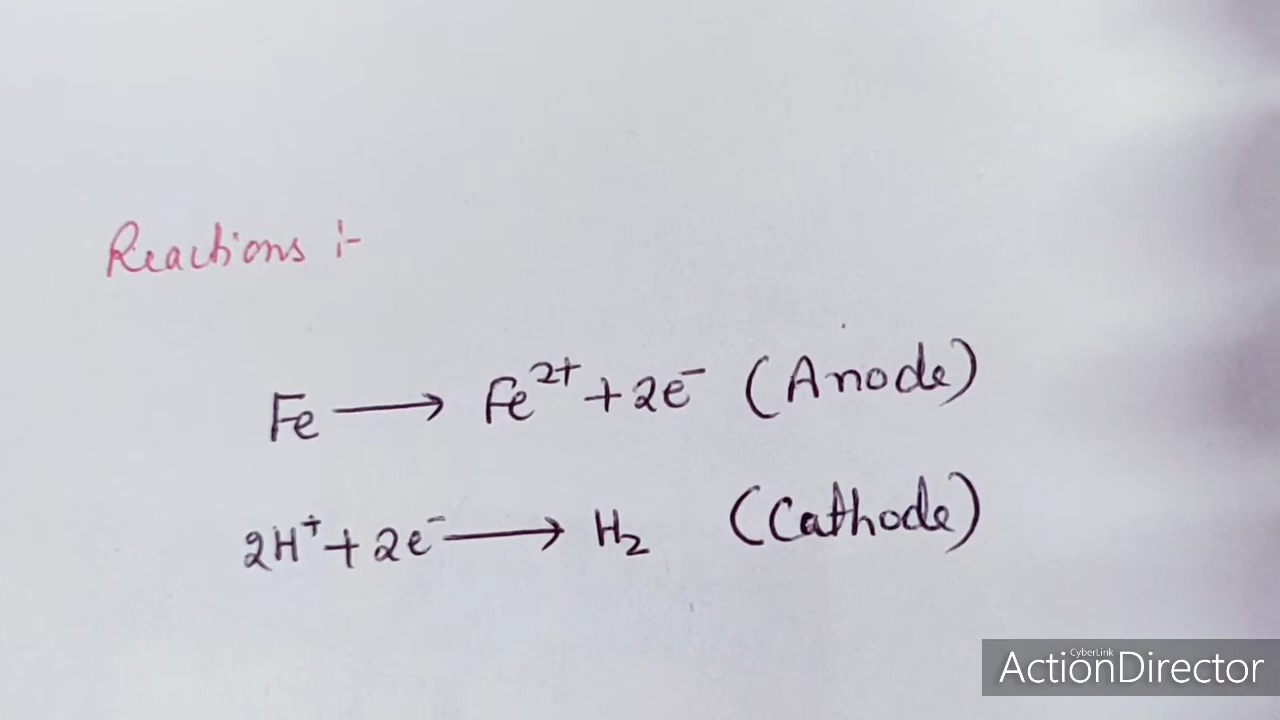 Reactions :-
Fe ⟶ Fe²⁺ + 2e⁻ (Anode)
2H⁺ + 2e⁻ ⟶ H₂ (Cathode)
CyberLink
ActionDirector